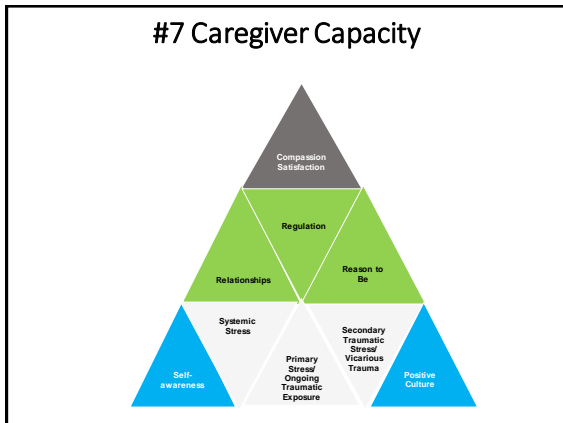 #7 Caregiver Capacity
Compassion
Satisfaction
Regulation
Relationships
Reason to
Be
Systemic
Stress
Secondary
Traumatic
Stress/
Vicarious
Trauma
Primary
Stress/
Ongoing
Traumatic
Exposure
Self-
awareness
Positive
Culture